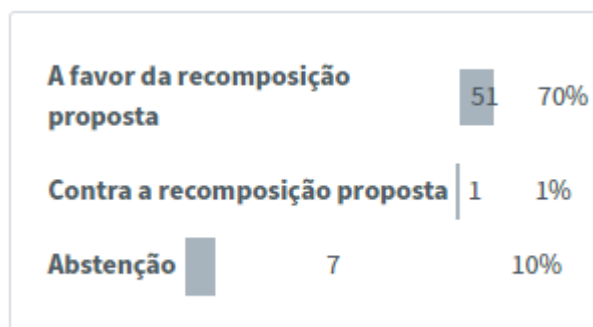 A favor da recomposição
proposta 51 70%
Contra a recomposição proposta 1 1%
Abstenção 7 10%